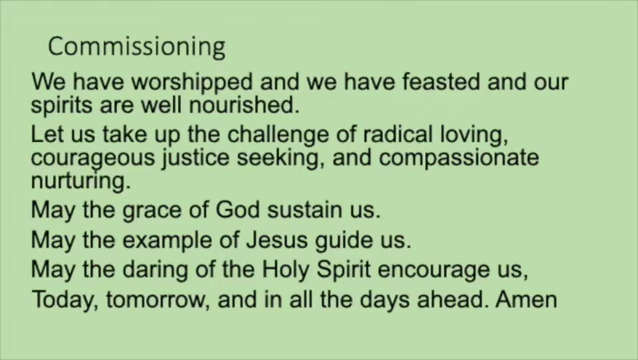 Commissioning
We have worshipped and we have feasted and our
spirits are well nourished.
Let us take up the challenge of radical loving,
courageous justice seeking, and compassionate
nurturing.
May the grace of God sustain us.
May the example of Jesus guide us.
May the daring of the Holy Spirit encourage us,
Today, tomorrow, and in all the days ahead. Amen